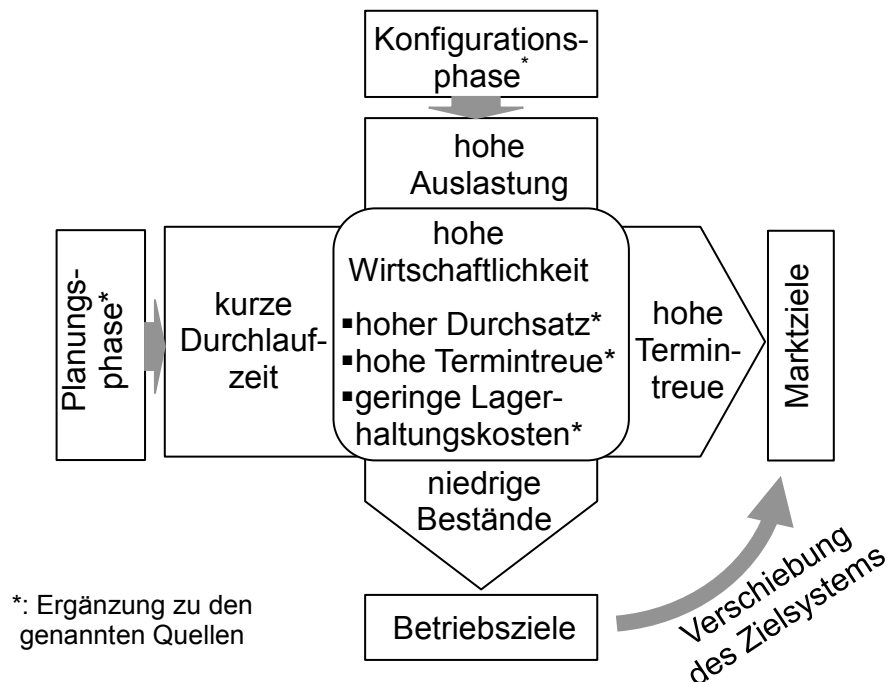 Konfigurations-
phase*
hohe
Auslastung
hohe
Wirtschaftlichkeit
▪hoher Durchsatz*
▪hohe Termintreue*
▪geringe Lager-
haltungskosten*
Planungs-
phase*
kurze
Durchlauf-
zeit
hohe
Termin-
treue
Marktziele
niedrige
Bestände
Betriebsziele
Verschiebung
des Zielsystems
*: Ergänzung zu den
genannten Quellen